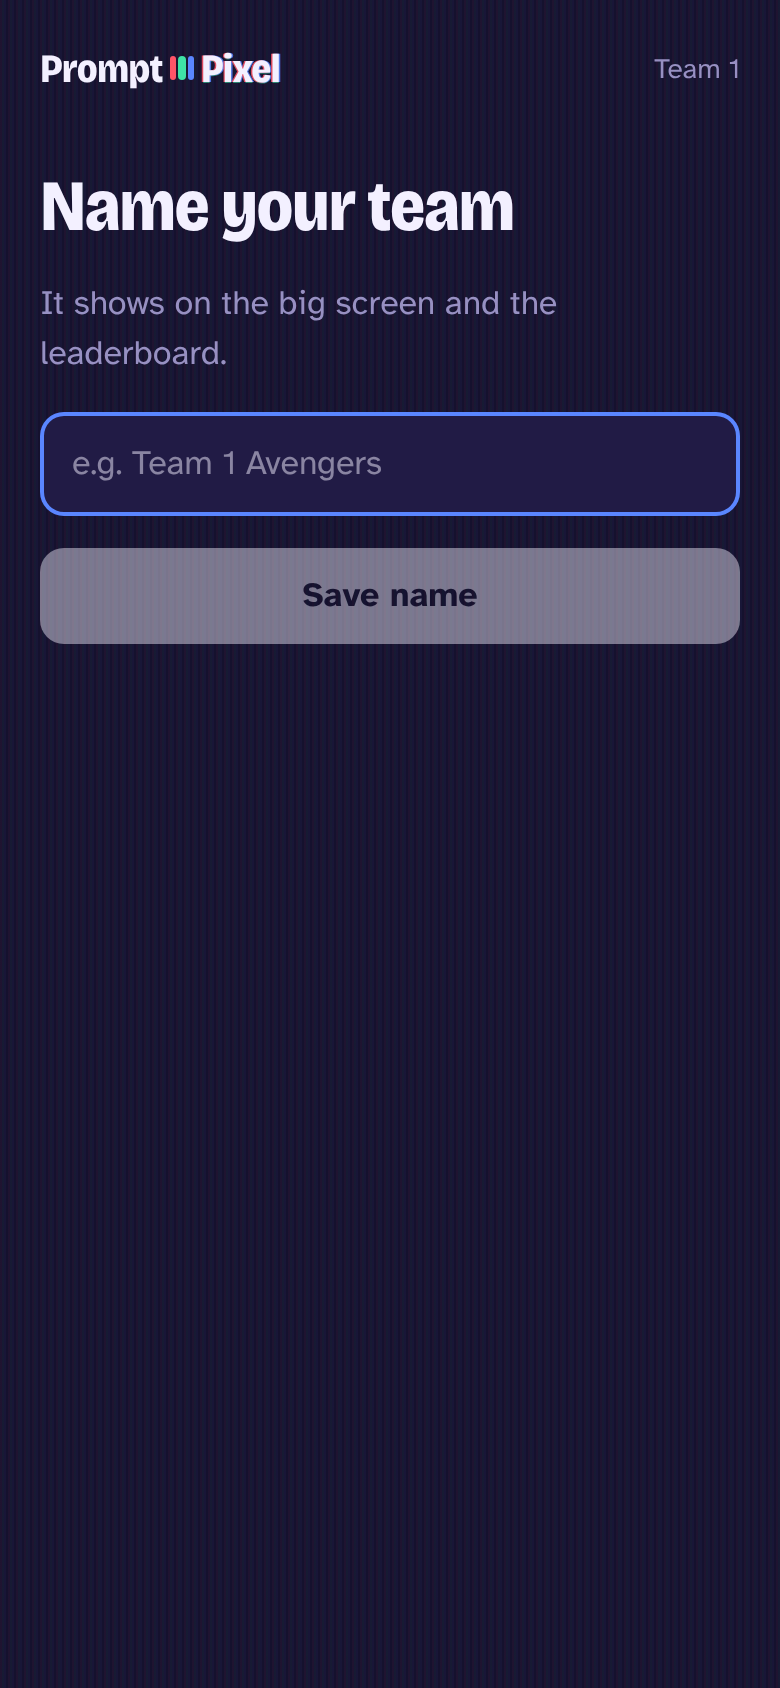 Prompt Pixel
Team 1
Name your team
It shows on the big screen and the
leaderboard.
e.g. Team 1 Avengers
Save name